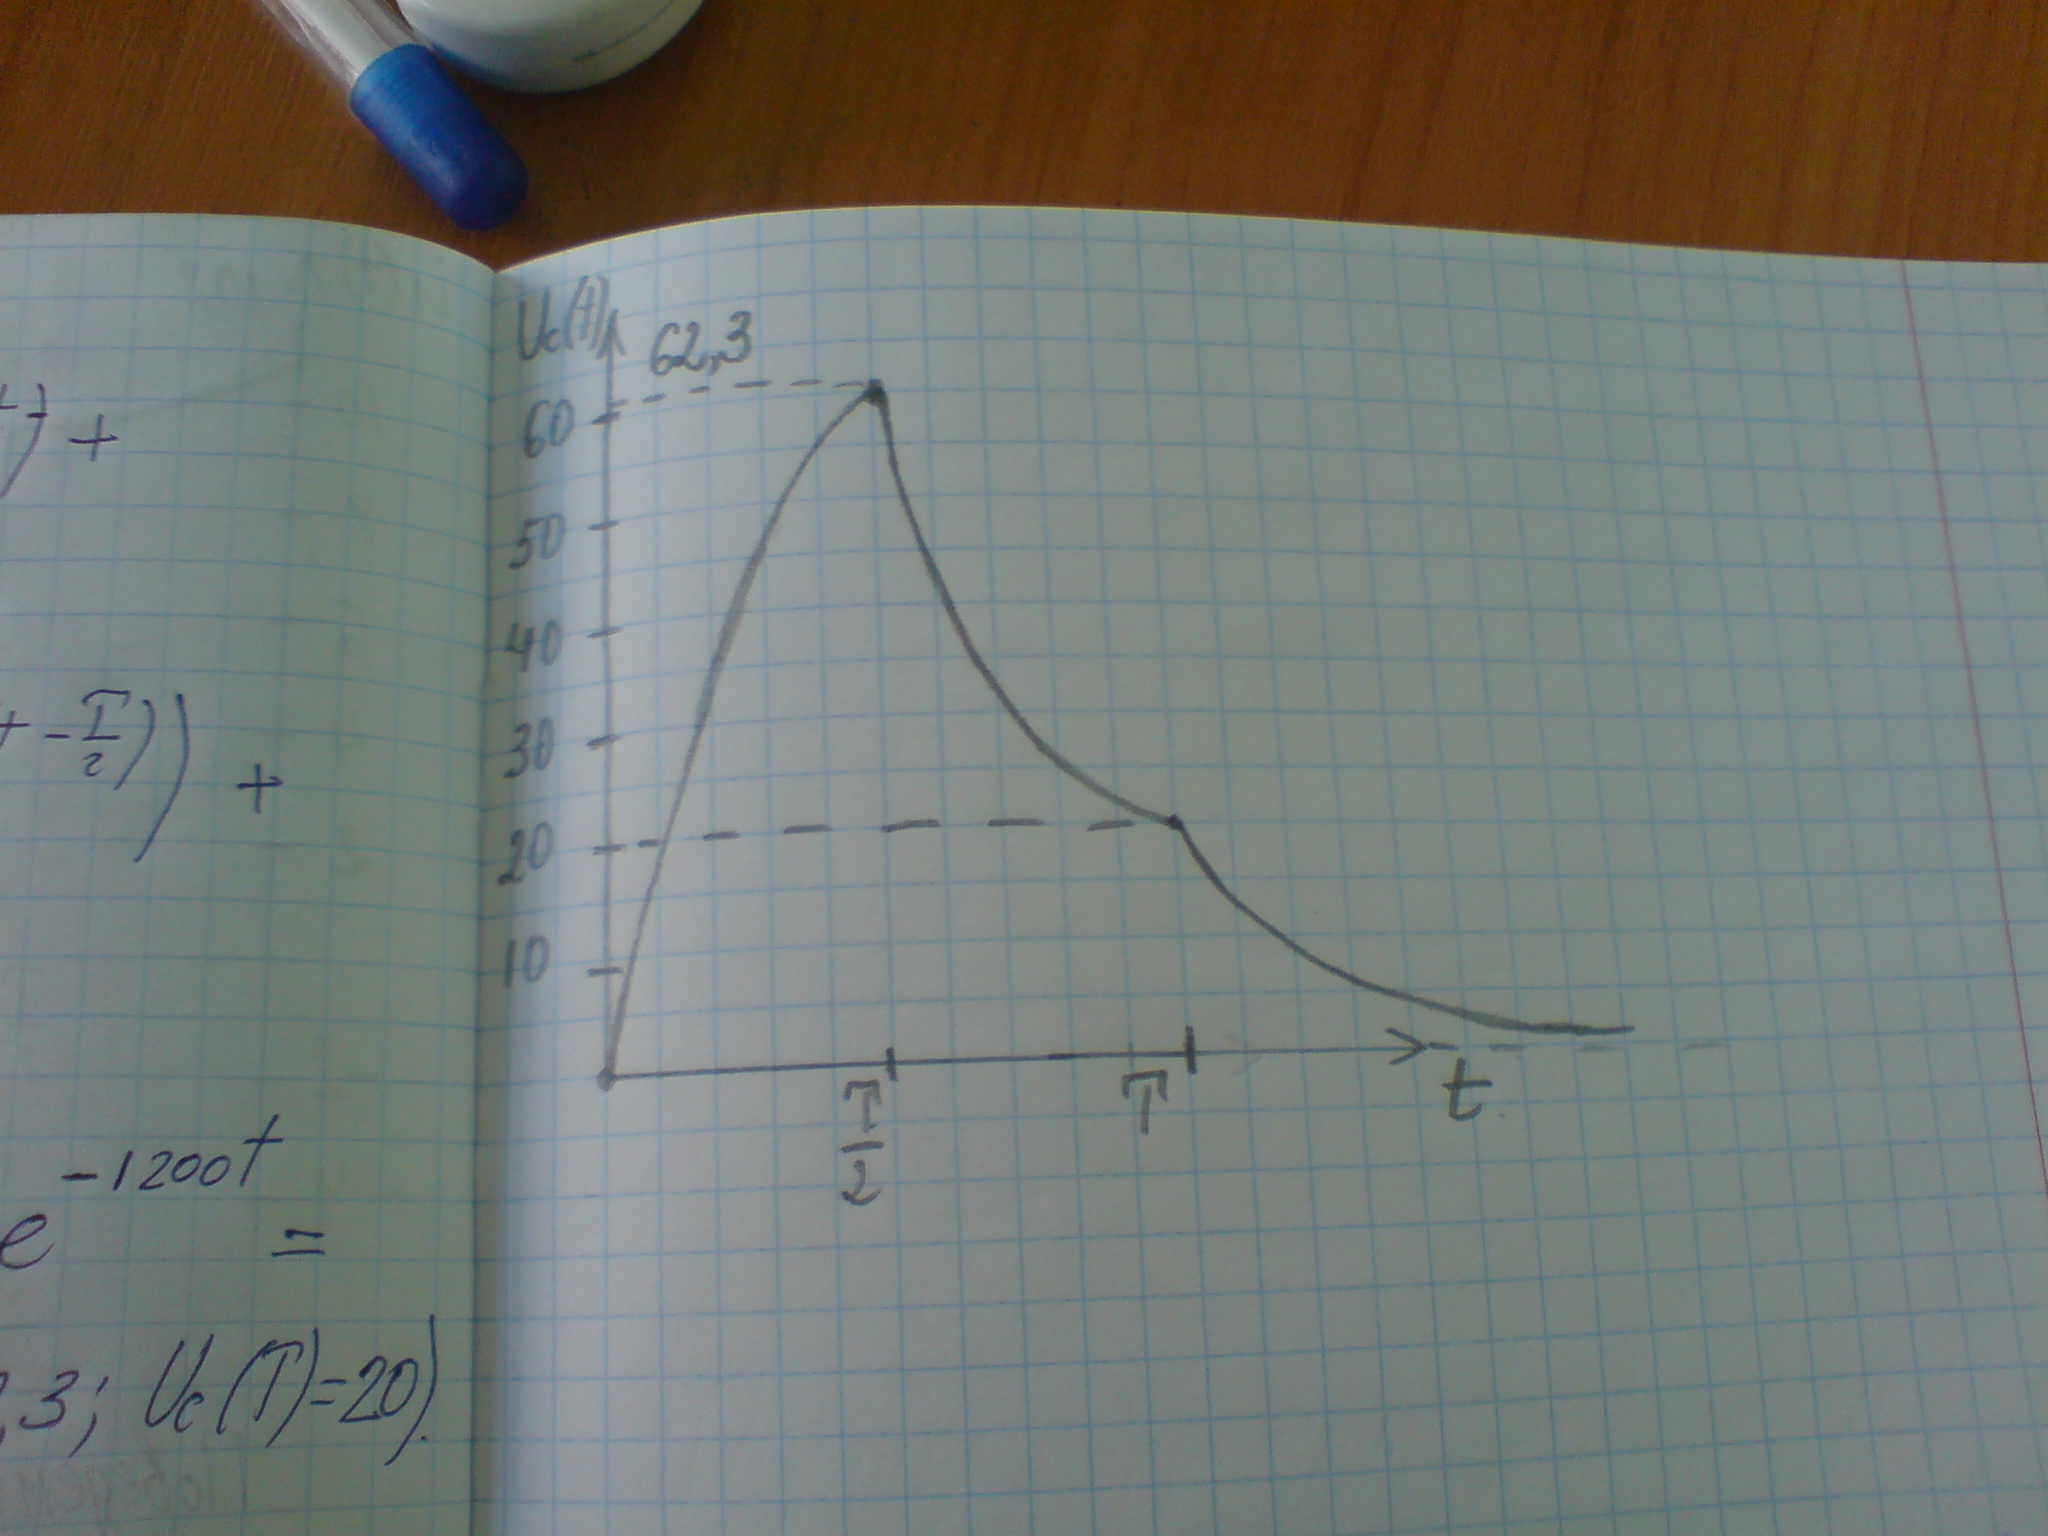 t) +
t - T/2)) +
e^-1200t =
,3; Uc(T)=20).
Uc(t)
62,3
60
50
40
30
20
10
T/2
T
t